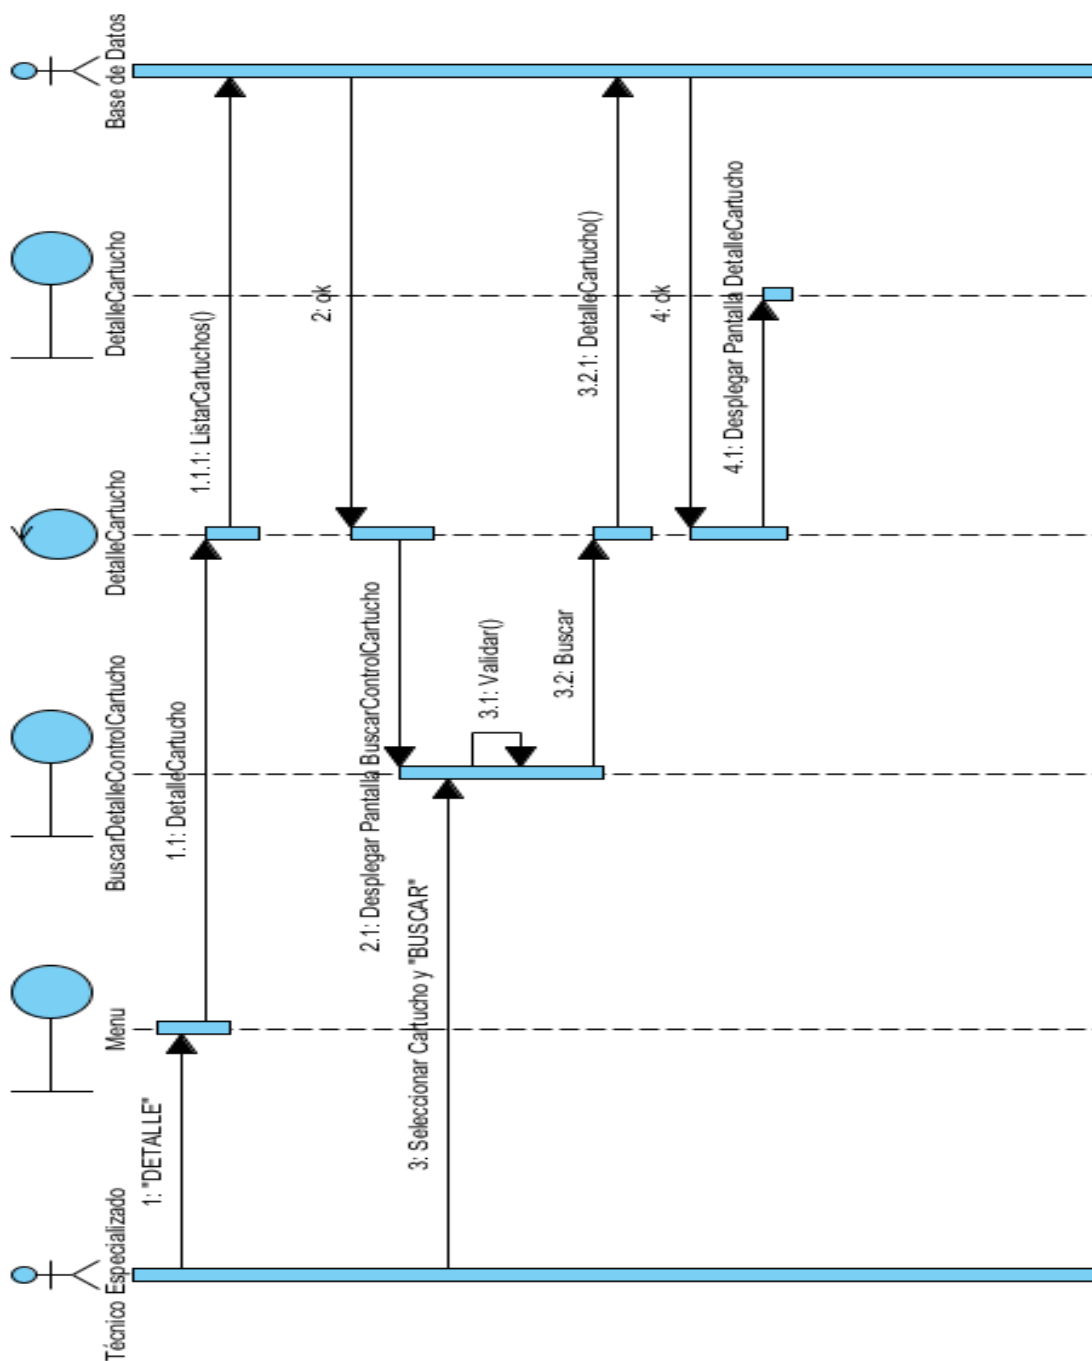 Técnico Especializado
Menu
BuscarDetalleControlCartucho
DetalleCartucho
DetalleCartucho
Base de Datos
1: "DETALLE"
1.1: DetalleCartucho
1.1.1: ListarCartuchos()
2: ok
2.1: Desplegar Pantalla BuscarControlCartucho
3: Seleccionar Cartucho y "BUSCAR"
3.1: Validar()
3.2: Buscar
3.2.1: DetalleCartucho()
4: ok
4.1: Desplegar Pantalla DetalleCartucho